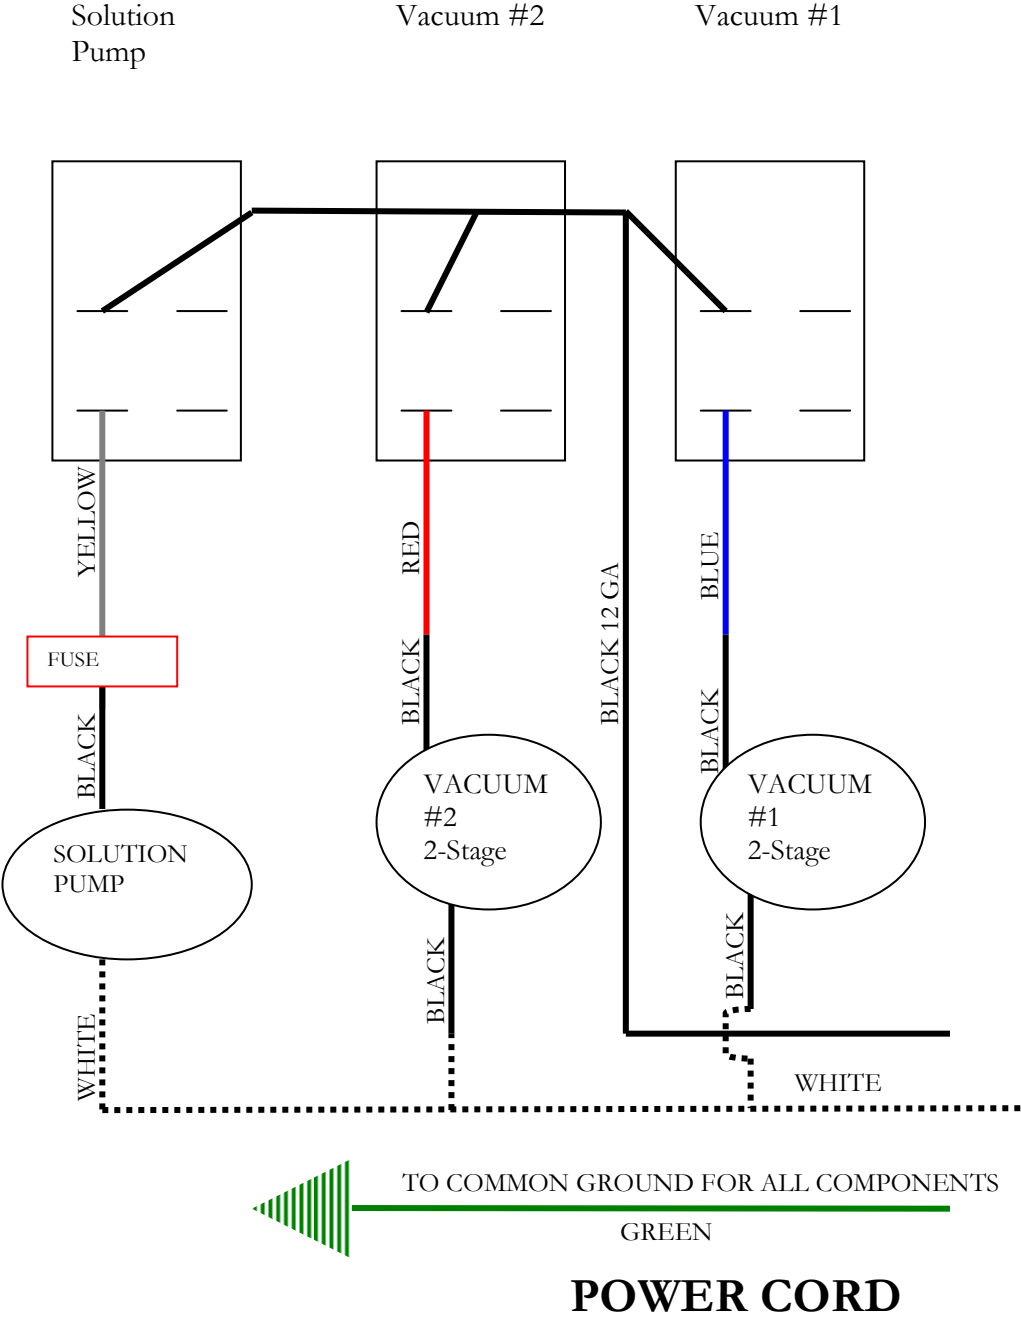 Solution
Pump
Vacuum #2
Vacuum #1
YELLOW
RED
BLACK 12 GA
BLUE
FUSE
BLACK
BLACK
BLACK
SOLUTION
PUMP
VACUUM
#2
2-Stage
VACUUM
#1
2-Stage
BLACK
BLACK
WHITE
WHITE
TO COMMON GROUND FOR ALL COMPONENTS
GREEN
POWER CORD